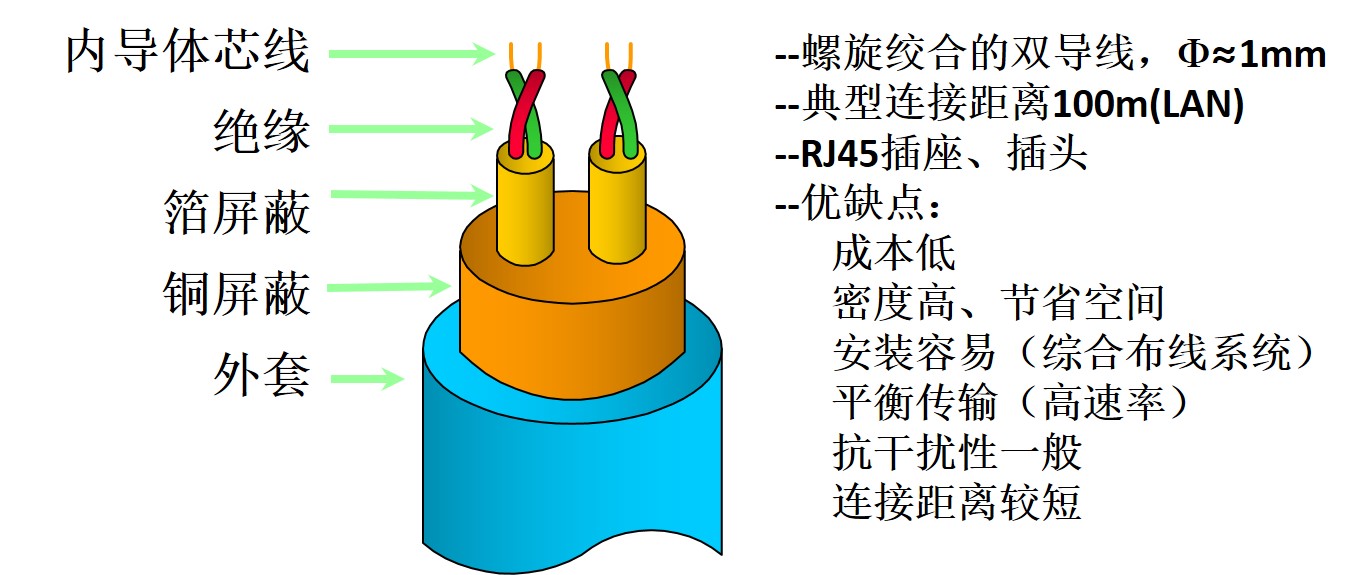 内导体芯线
绝缘
箔屏蔽
铜屏蔽
外套
--螺旋绞合的双导线，Φ≈1mm
--典型连接距离100m(LAN)
--RJ45插座、插头
--优缺点：
成本低
密度高、节省空间
安装容易（综合布线系统）
平衡传输（高速率）
抗干扰性一般
连接距离较短